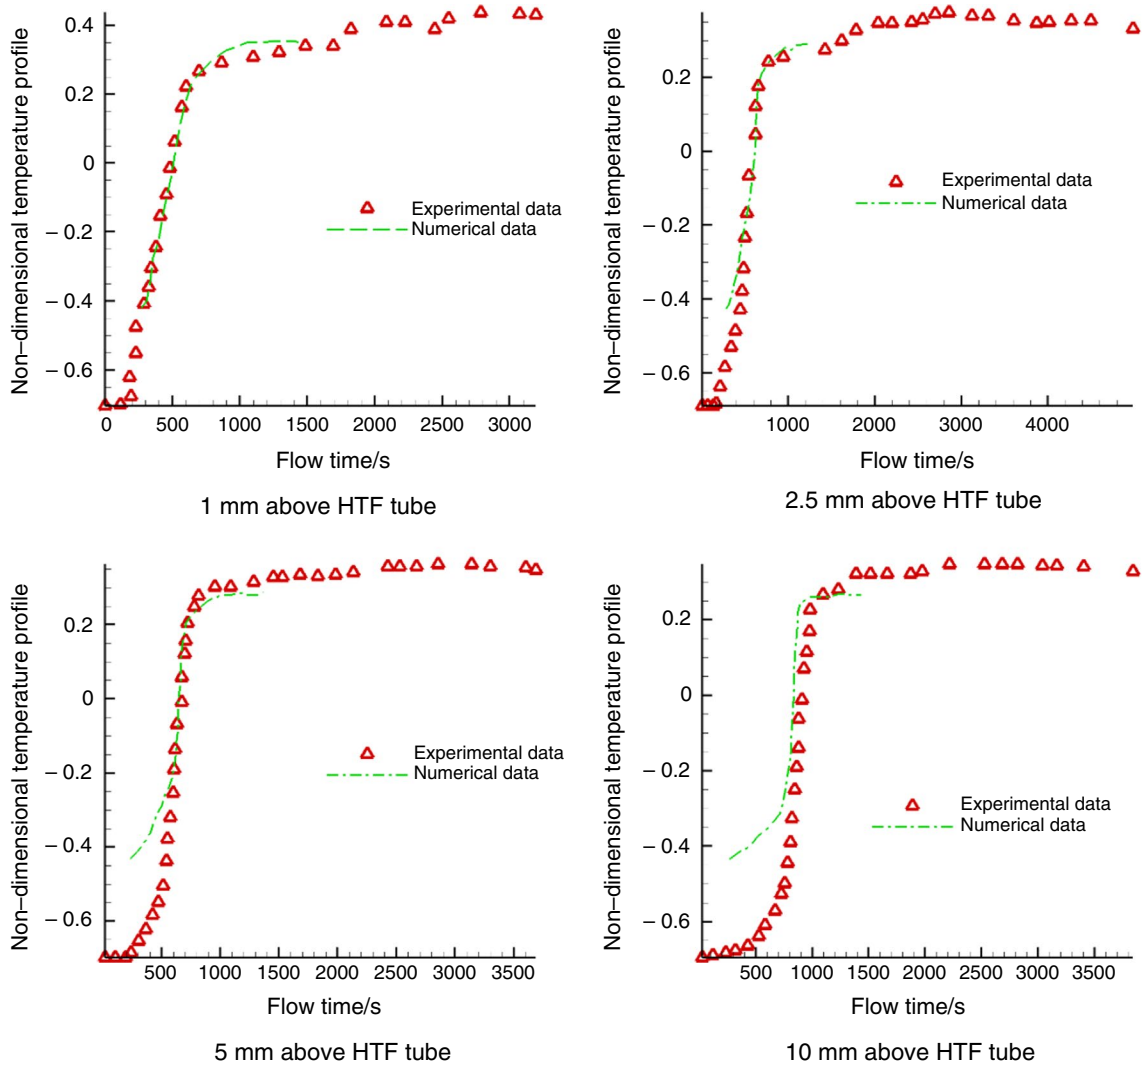 Non–dimensional temperature profile
0.4
0.2
0
– 0.2
– 0.4
– 0.6
Experimental data
Numerical data
0 500 1000 1500 2000 2500 3000
Flow time/s
1 mm above HTF tube
Non–dimensional temperature profile
0.2
0
– 0.2
– 0.4
– 0.6
Experimental data
Numerical data
1000 2000 3000 4000
Flow time/s
2.5 mm above HTF tube
Non–dimensional temperature profile
0.2
0
– 0.2
– 0.4
– 0.6
Experimental data
Numerical data
500 1000 1500 2000 2500 3000 3500
Flow time/s
5 mm above HTF tube
Non–dimensional temperature profile
0.2
0
– 0.2
– 0.4
– 0.6
Experimental data
Numerical data
500 1000 1500 2000 2500 3000 3500
Flow time/s
10 mm above HTF tube